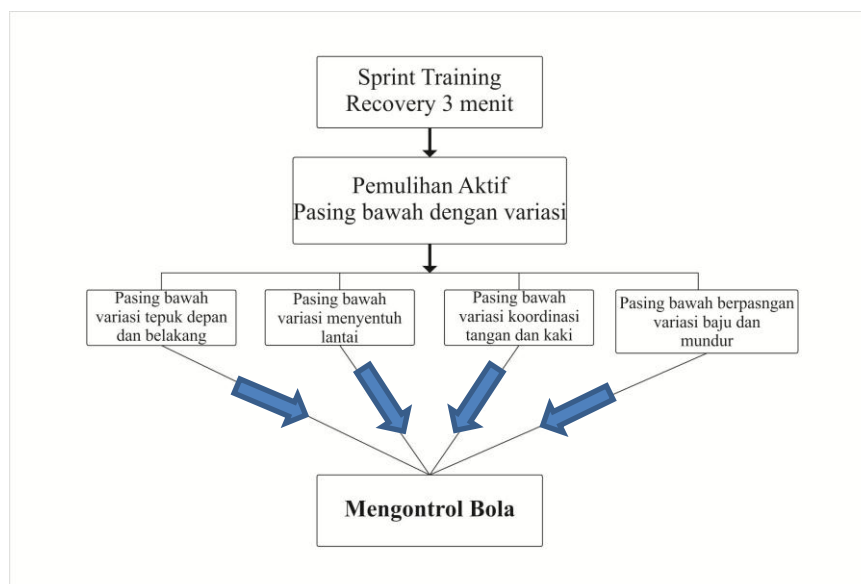 Sprint Training
Recovery 3 menit
Pemulihan Aktif
Pasing bawah dengan variasi
Pasing bawah
variasi tepuk depan
dan belakang
Pasing bawah
variasi menyentuh
lantai
Pasing bawah
variasi koordinasi
tangan dan kaki
Pasing bawah berpasngan
variasi baju dan
mundur
Mengontrol Bola